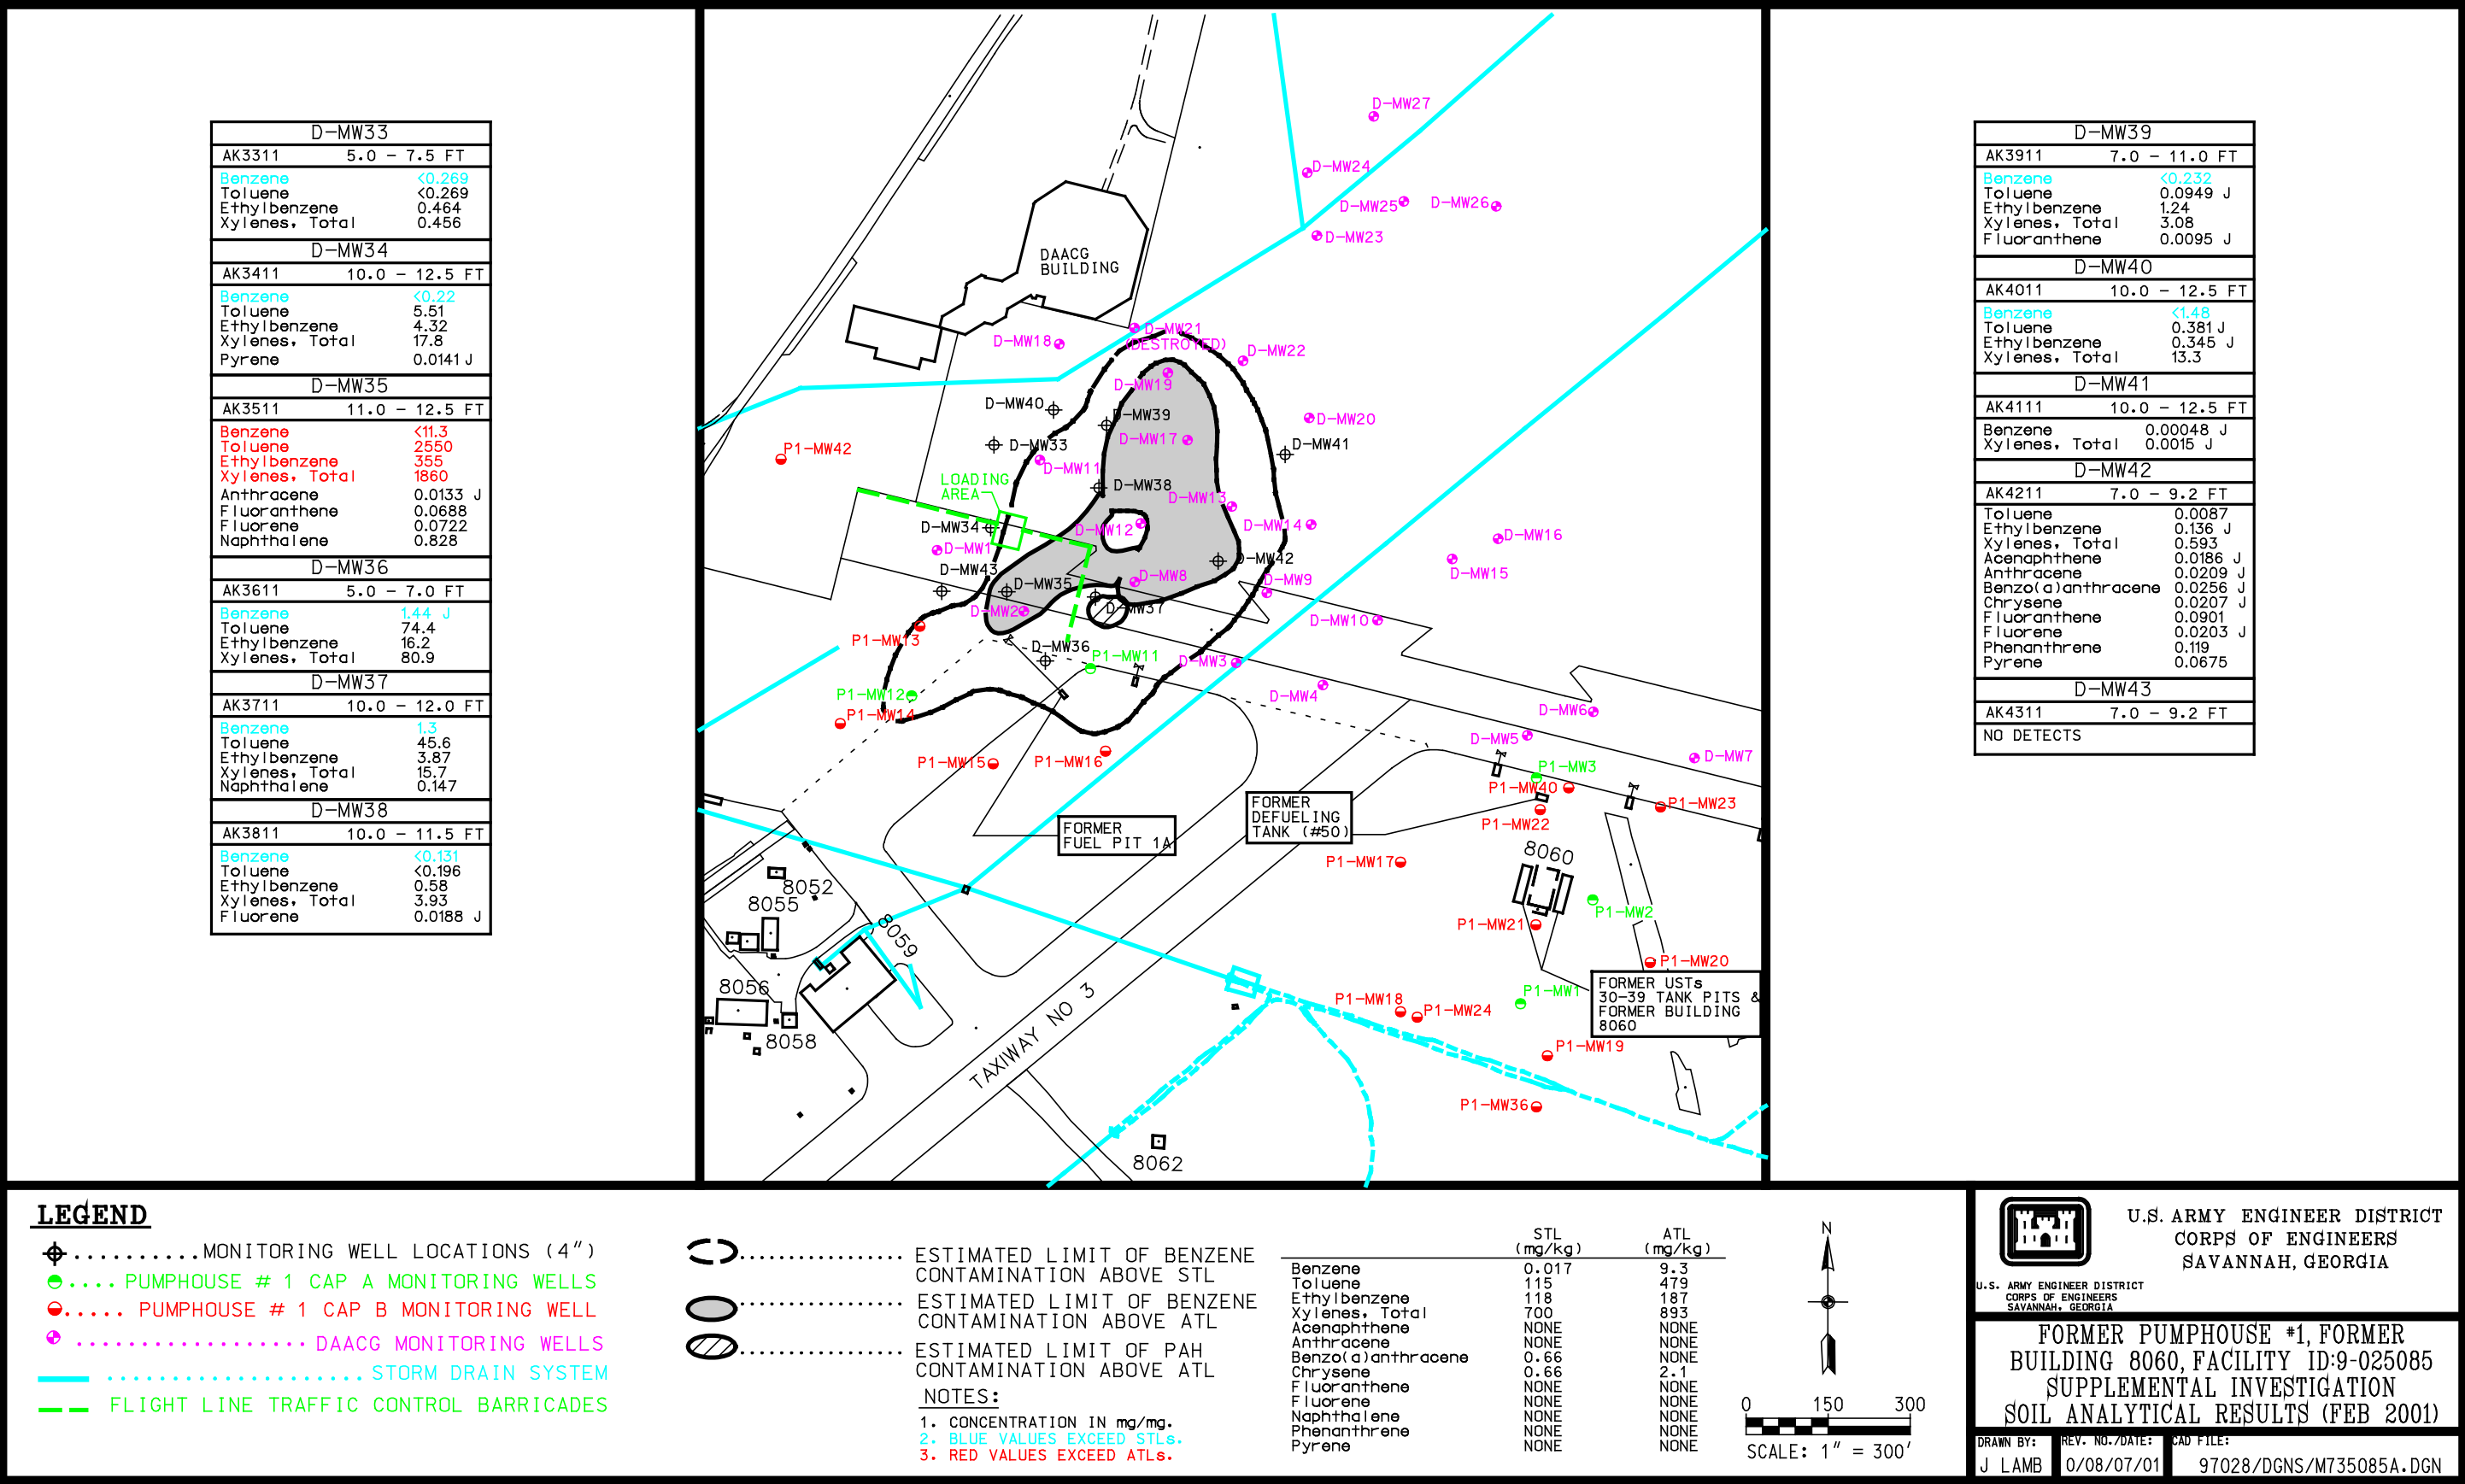 D-MW33
AK3311 5.0 - 7.5 FT
Benzene <0.269
Toluene <0.269
Ethylbenzene 0.464
Xylenes, Total 0.456
D-MW34
AK3411 10.0 - 12.5 FT
Benzene <0.22
Toluene 5.51
Ethylbenzene 4.32
Xylenes, Total 17.8
Pyrene 0.0141 J
D-MW35
AK3511 11.0 - 12.5 FT
Benzene <11.3
Toluene 2550
Ethylbenzene 355
Xylenes, Total 1860
Anthracene 0.0133 J
Fluoranthene 0.0688
Fluorene 0.0722
Naphthalene 0.828
D-MW36
AK3611 5.0 - 7.0 FT
Benzene 1.44 J
Toluene 74.4
Ethylbenzene 16.2
Xylenes, Total 80.9
D-MW37
AK3711 10.0 - 12.0 FT
Benzene 1.3
Toluene 45.6
Ethylbenzene 3.87
Xylenes, Total 15.7
Naphthalene 0.147
D-MW38
AK3811 10.0 - 11.5 FT
Benzene <0.131
Toluene <0.196
Ethylbenzene 0.58
Xylenes, Total 3.93
Fluorene 0.0188 J
D-MW27
D-MW24
D-MW25
D-MW26
D-MW23
DAACG
BUILDING
D-MW21
(DESTROYED)
D-MW18
D-MW22
D-MW19
D-MW40
D-MW39
D-MW20
D-MW17
D-MW33
D-MW41
P1-MW42
D-MW11
LOADING
AREA
D-MW38
D-MW13
D-MW34
D-MW12
D-MW14
D-MW16
D-MW1
D-MW42
D-MW15
D-MW43
D-MW35
D-MW8
D-MW9
D-MW2
D-MW37
D-MW10
P1-MW13
D-MW36
P1-MW11
D-MW3
P1-MW12
D-MW4
D-MW6
P1-MW14
D-MW5
D-MW7
P1-MW15
P1-MW16
P1-MW3
P1-MW40
P1-MW23
P1-MW22
FORMER
DEFUELING
TANK (#50)
FORMER
FUEL PIT 1A
P1-MW17
8060
8052
8055
8059
P1-MW2
P1-MW21
P1-MW20
8056
8058
P1-MW1
FORMER USTs
30-39 TANK PITS &
FORMER BUILDING
8060
P1-MW18
P1-MW24
TAXIWAY NO 3
P1-MW19
P1-MW36
8062
D-MW39
AK3911 7.0 - 11.0 FT
Benzene <0.232
Toluene 0.0949 J
Ethylbenzene 1.24
Xylenes, Total 3.08
Fluoranthene 0.0095 J
D-MW40
AK4011 10.0 - 12.5 FT
Benzene <1.48
Toluene 0.381 J
Ethylbenzene 0.345 J
Xylenes, Total 13.3
D-MW41
AK4111 10.0 - 12.5 FT
Benzene 0.00048 J
Xylenes, Total 0.0015 J
D-MW42
AK4211 7.0 - 9.2 FT
Toluene 0.0087
Ethylbenzene 0.136 J
Xylenes, Total 0.593
Acenaphthene 0.0186 J
Anthracene 0.0209 J
Benzo(a)anthracene 0.0256 J
Chrysene 0.0207 J
Fluoranthene 0.0901
Fluorene 0.0203 J
Phenanthrene 0.119
Pyrene 0.0675
D-MW43
AK4311 7.0 - 9.2 FT
NO DETECTS
LEGEND
MONITORING WELL LOCATIONS (4")
PUMPHOUSE # 1 CAP A MONITORING WELLS
PUMPHOUSE # 1 CAP B MONITORING WELL
DAACG MONITORING WELLS
STORM DRAIN SYSTEM
FLIGHT LINE TRAFFIC CONTROL BARRICADES
ESTIMATED LIMIT OF BENZENE
CONTAMINATION ABOVE STL
ESTIMATED LIMIT OF BENZENE
CONTAMINATION ABOVE ATL
ESTIMATED LIMIT OF PAH
CONTAMINATION ABOVE ATL
NOTES:
1. CONCENTRATION IN mg/mg.
2. BLUE VALUES EXCEED STLs.
3. RED VALUES EXCEED ATLs.
STL ATL
(mg/kg) (mg/kg)
Benzene 0.017 9.3
Toluene 115 479
Ethylbenzene 118 187
Xylenes, Total 700 893
Acenaphthene NONE NONE
Anthracene NONE NONE
Benzo(a)anthracene 0.66 NONE
Chrysene 0.66 2.1
Fluoranthene NONE NONE
Fluorene NONE NONE
Naphthalene NONE NONE
Phenanthrene NONE NONE
Pyrene NONE NONE
N
0 150 300
SCALE: 1" = 300'
U.S. ARMY ENGINEER DISTRICT
CORPS OF ENGINEERS
SAVANNAH, GEORGIA
U.S. ARMY ENGINEER DISTRICT
CORPS OF ENGINEERS
SAVANNAH, GEORGIA
FORMER PUMPHOUSE #1, FORMER
BUILDING 8060, FACILITY ID:9-025085
SUPPLEMENTAL INVESTIGATION
SOIL ANALYTICAL RESULTS (FEB 2001)
DRAWN BY: REV. NO./DATE: CAD FILE:
J LAMB 0/08/07/01 97028/DGNS/M735085A.DGN